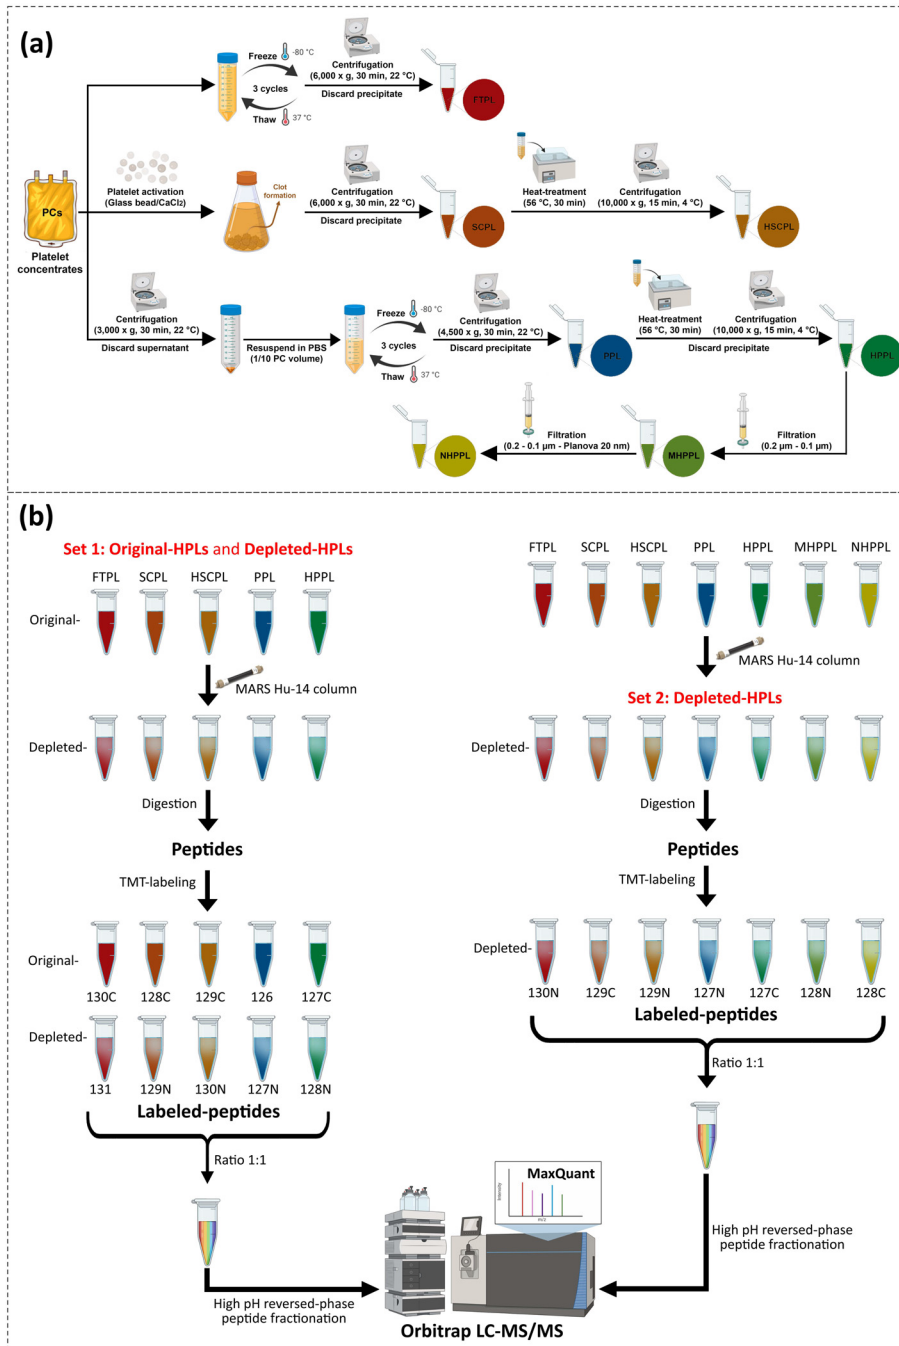 (a)
Freeze -80 °C
3 cycles
Thaw 37 °C
Centrifugation
(6,000 x g, 30 min, 22 °C)
Discard precipitate
FTPL
PCs
Platelet
concentrates
Platelet activation
(Glass bead/CaCl2)
Clot
formation
Centrifugation
(6,000 x g, 30 min, 22 °C)
Discard precipitate
SCPL
Heat-treatment
(56 °C, 30 min)
Centrifugation
(10,000 x g, 15 min, 4 °C)
HSCPL
Centrifugation
(3,000 x g, 30 min, 22 °C)
Discard supernatant
Resuspend in PBS
(1/10 PC volume)
Freeze -80 °C
3 cycles
Thaw 37 °C
Centrifugation
(4,500 x g, 30 min, 22 °C)
Discard precipitate
PPL
Heat-treatment
(56 °C, 30 min)
Centrifugation
(10,000 x g, 15 min, 4 °C)
Discard precipitate
HPPL
Filtration
(0.2 µm - 0.1 µm)
MHPPL
Filtration
(0.2 - 0.1 µm - Planova 20 nm)
NHPPL
(b)
Set 1: Original-HPLs and Depleted-HPLs
FTPL SCPL HSCPL PPL HPPL
Original-
MARS Hu-14 column
Depleted-
Digestion
Peptides
TMT-labeling
Original-
130C 128C 129C 126 127C
Depleted-
131 129N 130N 127N 128N
Labeled-peptides
Ratio 1:1
High pH reversed-phase
peptide fractionation
FTPL SCPL HSCPL PPL HPPL MHPPL NHPPL
MARS Hu-14 column
Set 2: Depleted-HPLs
Depleted-
Digestion
Peptides
TMT-labeling
Depleted-
130N 129C 129N 127N 127C 128N 128C
Labeled-peptides
Ratio 1:1
High pH reversed-phase
peptide fractionation
MaxQuant
Intensity
M/Z
Orbitrap LC-MS/MS